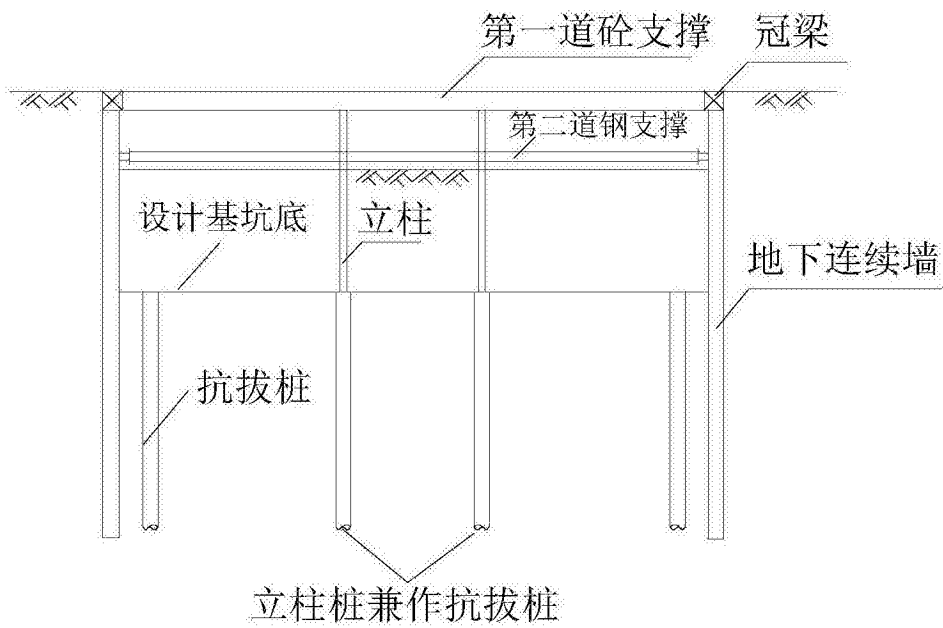 第一道砼支撑
冠梁
第二道钢支撑
设计基坑底
立柱
地下连续墙
抗拔桩
立柱桩兼作抗拔桩